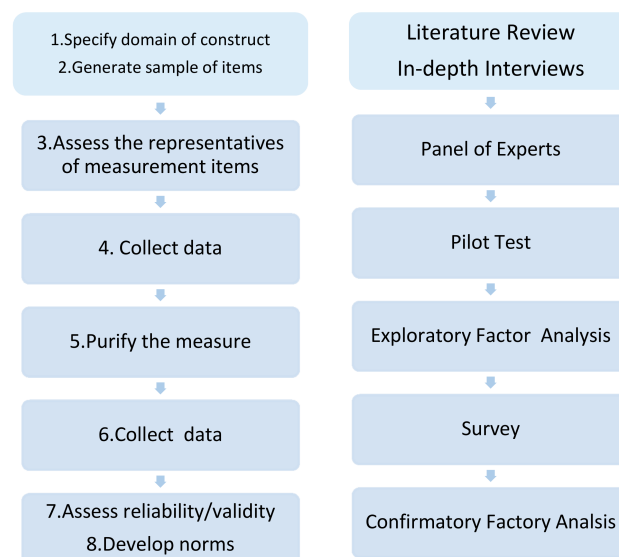 1.Specify domain of construct
2.Generate sample of items
3.Assess the representatives
of measurement items
4. Collect data
5.Purify the measure
6.Collect data
7.Assess reliability/validity
8.Develop norms
Literature Review
In-depth Interviews
Panel of Experts
Pilot Test
Exploratory Factor Analysis
Survey
Confirmatory Factory Analsis